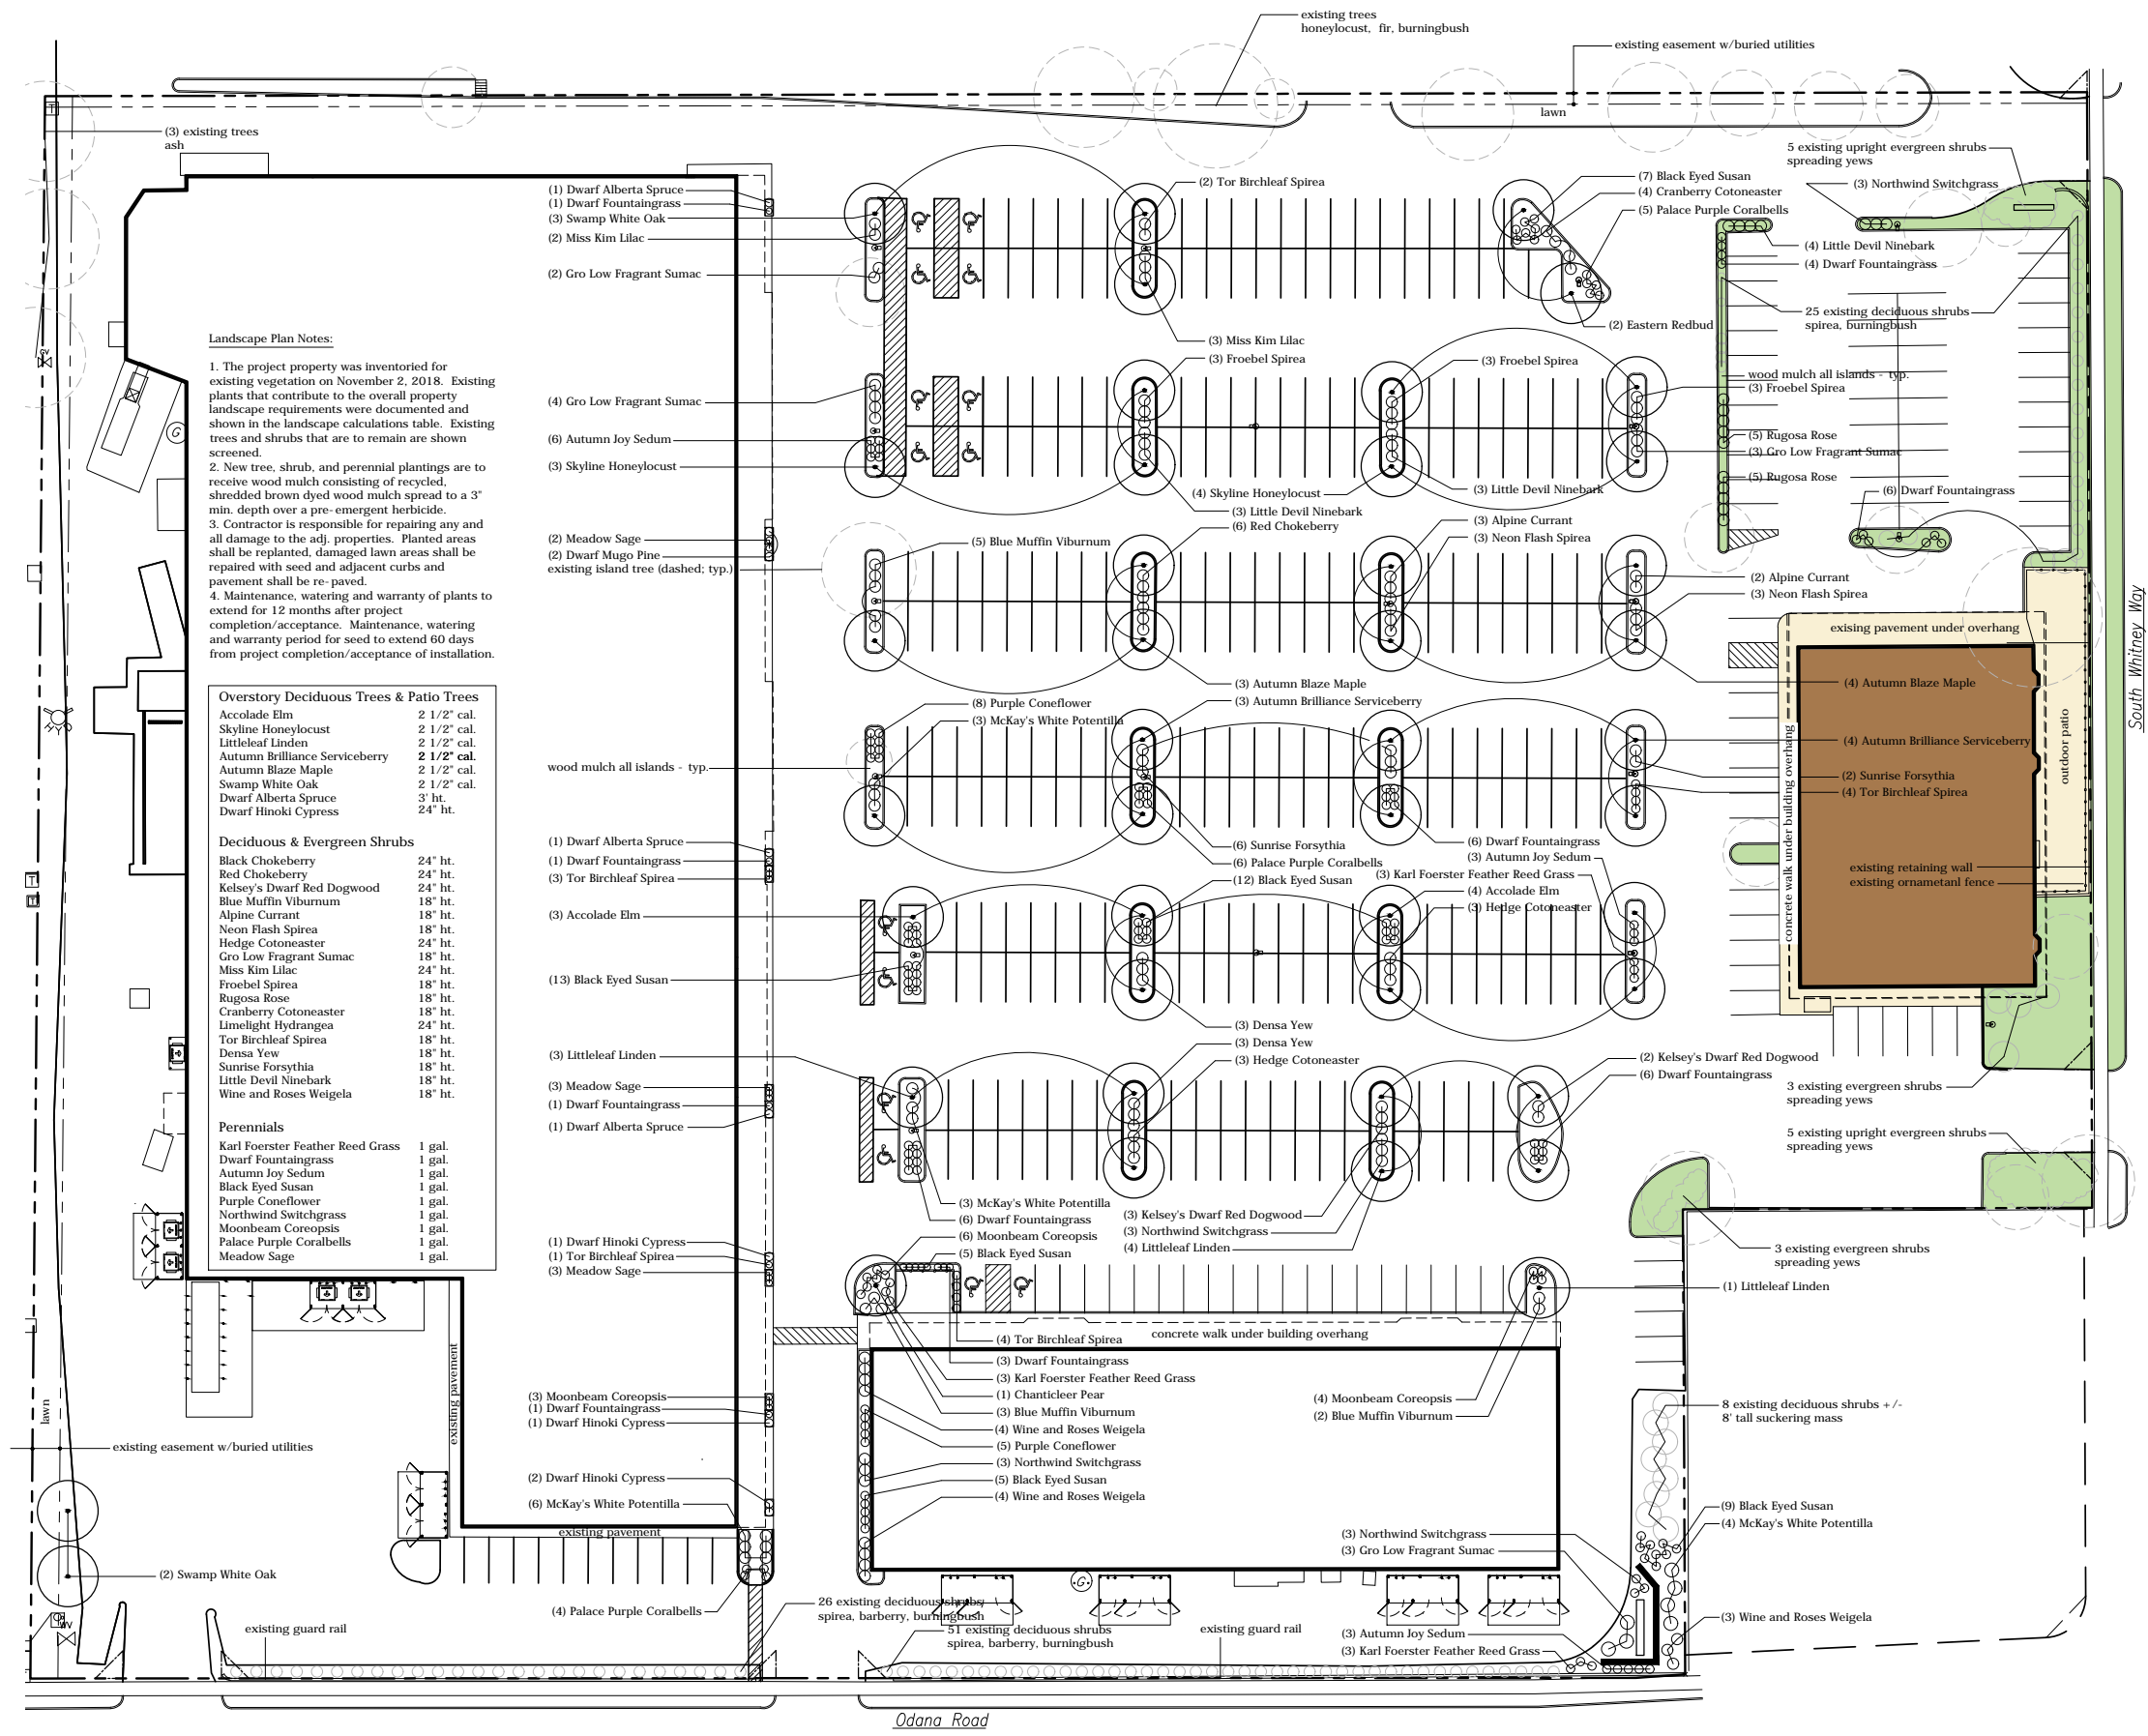 existing trees
honeylocust, fir, burningbush
existing easement w/buried utilities
lawn
(3) existing trees
ash
5 existing upright evergreen shrubs
spreading yews
(1) Dwarf Alberta Spruce
(1) Dwarf Fountaingrass
(3) Swamp White Oak
(2) Miss Kim Lilac
(2) Gro Low Fragrant Sumac
(2) Tor Birchleaf Spirea
(7) Black Eyed Susan
(4) Cranberry Cotoneaster
(5) Palace Purple Coralbells
(3) Northwind Switchgrass
(4) Little Devil Ninebark
(4) Dwarf Fountaingrass
25 existing deciduous shrubs
spirea, burningbush
(2) Eastern Redbud
(3) Miss Kim Lilac
(3) Froebel Spirea
(3) Froebel Spirea
wood mulch all islands - typ.
(3) Froebel Spirea
(4) Gro Low Fragrant Sumac
(6) Autumn Joy Sedum
(3) Skyline Honeylocust
(5) Rugosa Rose
(3) Gro Low Fragrant Sumac
(5) Rugosa Rose
(6) Dwarf Fountaingrass
(4) Skyline Honeylocust
(3) Little Devil Ninebark
(3) Little Devil Ninebark
(6) Red Chokeberry
(3) Alpine Currant
(3) Neon Flash Spirea
(2) Meadow Sage
(2) Dwarf Mugo Pine
existing island tree (dashed; typ.)
(5) Blue Muffin Viburnum
(2) Alpine Currant
(3) Neon Flash Spirea
exising pavement under overhang
South Whitney Way
Landscape Plan Notes:
1. The project property was inventoried for
existing vegetation on November 2, 2018. Existing
plants that contribute to the overall property
landscape requirements were documented and
shown in the landscape calculations table. Existing
trees and shrubs that are to remain are shown
screened.
2. New tree, shrub, and perennial plantings are to
receive wood mulch consisting of recycled,
shredded brown dyed wood mulch spread to a 3"
min. depth over a pre-emergent herbicide.
3. Contractor is responsible for repairing any and
all damage to the adj. properties. Planted areas
shall be replanted, damaged lawn areas shall be
repaired with seed and adjacent curbs and
pavement shall be re-paved.
4. Maintenance, watering and warranty of plants to
extend for 12 months after project
completion/acceptance. Maintenance, watering
and warranty period for seed to extend 60 days
from project completion/acceptance of installation.
(3) Autumn Blaze Maple
(3) Autumn Brilliance Serviceberry
(8) Purple Coneflower
(3) McKay's White Potentilla
wood mulch all islands - typ.
(4) Autumn Blaze Maple
(4) Autumn Brilliance Serviceberry
(2) Sunrise Forsythia
(4) Tor Birchleaf Spirea
outdoor patio
concrete walk under building overhang
existing retaining wall
existing ornametanl fence
Overstory Deciduous Trees & Patio Trees
Accolade Elm 2 1/2" cal.
Skyline Honeylocust 2 1/2" cal.
Littleleaf Linden 2 1/2" cal.
Autumn Brilliance Serviceberry 2 1/2" cal.
Autumn Blaze Maple 2 1/2" cal.
Swamp White Oak 2 1/2" cal.
Dwarf Alberta Spruce 3' ht.
Dwarf Hinoki Cypress 24" ht.
Deciduous & Evergreen Shrubs
Black Chokeberry 24" ht.
Red Chokeberry 24" ht.
Kelsey's Dwarf Red Dogwood 24" ht.
Blue Muffin Viburnum 18" ht.
Alpine Currant 18" ht.
Neon Flash Spirea 18" ht.
Hedge Cotoneaster 24" ht.
Gro Low Fragrant Sumac 18" ht.
Miss Kim Lilac 24" ht.
Froebel Spirea 18" ht.
Rugosa Rose 18" ht.
Cranberry Cotoneaster 18" ht.
Limelight Hydrangea 24" ht.
Tor Birchleaf Spirea 18" ht.
Densa Yew 18" ht.
Sunrise Forsythia 18" ht.
Little Devil Ninebark 18" ht.
Wine and Roses Weigela 18" ht.
Perennials
Karl Foerster Feather Reed Grass 1 gal.
Dwarf Fountaingrass 1 gal.
Autumn Joy Sedum 1 gal.
Black Eyed Susan 1 gal.
Purple Coneflower 1 gal.
Northwind Switchgrass 1 gal.
Moonbeam Coreopsis 1 gal.
Palace Purple Coralbells 1 gal.
Meadow Sage 1 gal.
(1) Dwarf Alberta Spruce
(1) Dwarf Fountaingrass
(3) Tor Birchleaf Spirea
(6) Sunrise Forsythia
(6) Palace Purple Coralbells
(12) Black Eyed Susan
(6) Dwarf Fountaingrass
(3) Autumn Joy Sedum
(3) Karl Foerster Feather Reed Grass
(4) Accolade Elm
(3) Hedge Cotoneaster
(3) Accolade Elm
(13) Black Eyed Susan
(3) Densa Yew
(3) Densa Yew
(3) Hedge Cotoneaster
(3) Littleleaf Linden
(3) Meadow Sage
(1) Dwarf Fountaingrass
(1) Dwarf Alberta Spruce
(2) Kelsey's Dwarf Red Dogwood
(6) Dwarf Fountaingrass
3 existing evergreen shrubs
spreading yews
5 existing upright evergreen shrubs
spreading yews
(3) McKay's White Potentilla
(6) Dwarf Fountaingrass
(6) Moonbeam Coreopsis
(5) Black Eyed Susan
(3) Kelsey's Dwarf Red Dogwood
(3) Northwind Switchgrass
(4) Littleleaf Linden
(1) Dwarf Hinoki Cypress
(1) Tor Birchleaf Spirea
(3) Meadow Sage
3 existing evergreen shrubs
spreading yews
(1) Littleleaf Linden
concrete walk under building overhang
(4) Tor Birchleaf Spirea
(3) Dwarf Fountaingrass
(3) Karl Foerster Feather Reed Grass
(1) Chanticleer Pear
(3) Blue Muffin Viburnum
(4) Wine and Roses Weigela
(5) Purple Coneflower
(3) Northwind Switchgrass
(5) Black Eyed Susan
(4) Wine and Roses Weigela
(4) Moonbeam Coreopsis
(2) Blue Muffin Viburnum
existing pavement
lawn
(3) Moonbeam Coreopsis
(1) Dwarf Fountaingrass
(1) Dwarf Hinoki Cypress
8 existing deciduous shrubs +/-
8' tall suckering mass
existing easement w/buried utilities
(2) Dwarf Hinoki Cypress
(6) McKay's White Potentilla
existing pavement
(9) Black Eyed Susan
(4) McKay's White Potentilla
(3) Northwind Switchgrass
(3) Gro Low Fragrant Sumac
(2) Swamp White Oak
(4) Palace Purple Coralbells
26 existing deciduous shrubs
spirea, barberry, burningbush
51 existing deciduous shrubs
spirea, barberry, burningbush
existing guard rail
existing guard rail
(3) Autumn Joy Sedum
(3) Karl Foerster Feather Reed Grass
(3) Wine and Roses Weigela
Odana Road